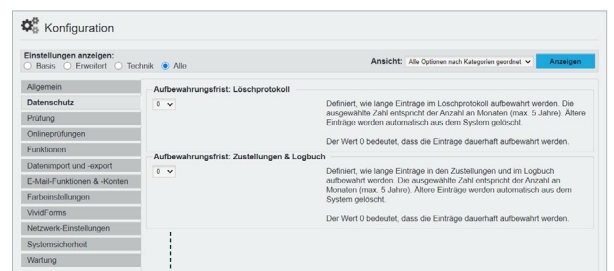 Konfiguration
Einstellungen anzeigen:
Basis Erweitert Technik Alle
Ansicht: Alle Optionen nach Kategorien geordnet Anzeigen
Allgemein
Datenschutz
Prüfung
Onlineprüfungen
Funktionen
Datenimport und -export
E-Mail-Funktionen & -Konten
Farbeinstellungen
VividForms
Netzwerk-Einstellungen
Systemsicherheit
Wartung
Aufbewahrungsfrist: Löschprotokoll
0
Definiert, wie lange Einträge im Löschprotokoll aufbewahrt werden. Die
ausgewählte Zahl entspricht der Anzahl an Monaten (max. 5 Jahre). Ältere
Einträge werden automatisch aus dem System gelöscht.
Der Wert 0 bedeutet, dass die Einträge dauerhaft aufbewahrt werden.
Aufbewahrungsfrist: Zustellungen & Logbuch
0
Definiert, wie lange Einträge in den Zustellungen und im Logbuch
aufbewahrt werden. Die ausgewählte Zahl entspricht der Anzahl an
Monaten (max. 5 Jahre). Ältere Einträge werden automatisch aus dem
System gelöscht.
Der Wert 0 bedeutet, dass die Einträge dauerhaft aufbewahrt werden.